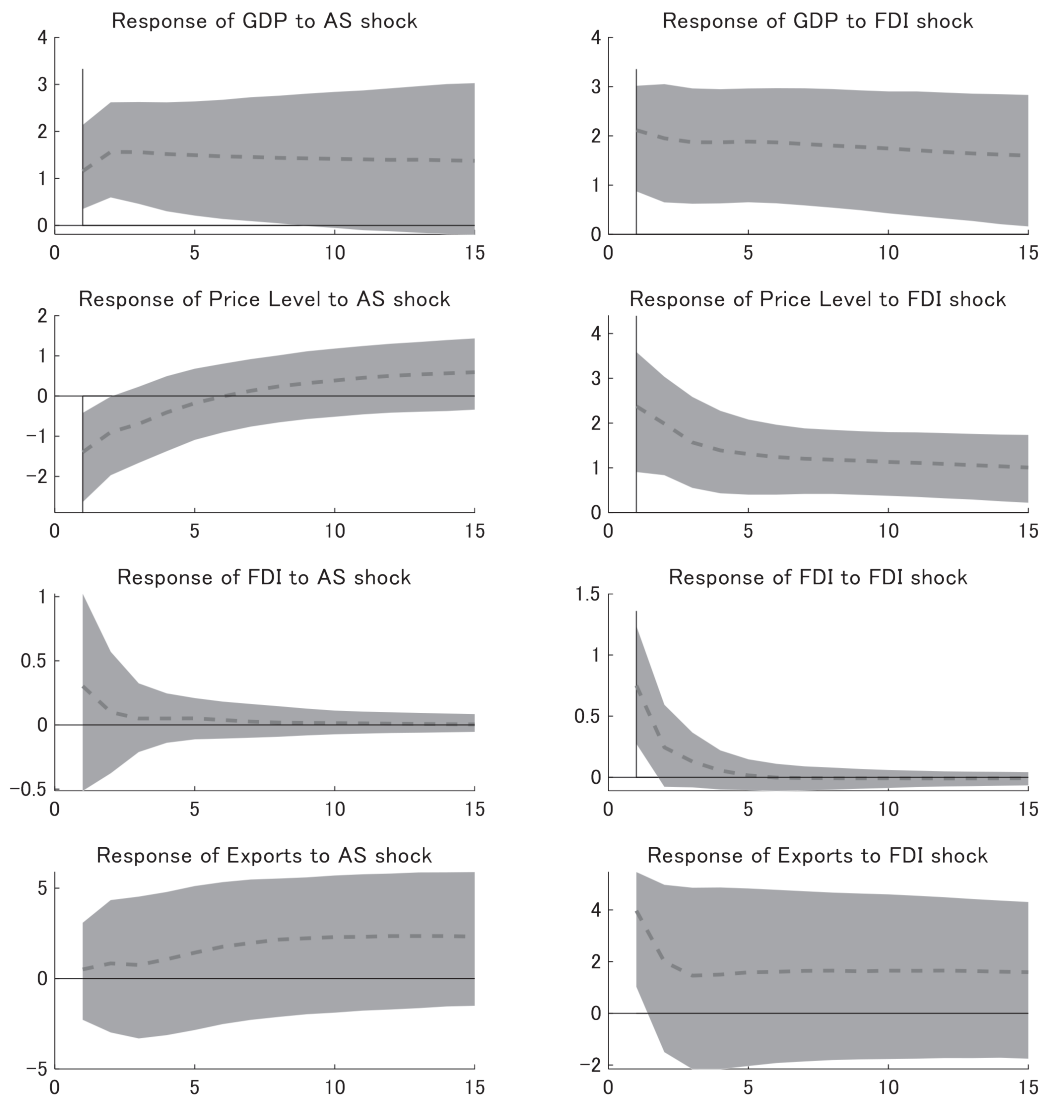 Response of GDP to AS shock
4
3
2
1
0
0 5 10 15
Response of GDP to FDI shock
4
3
2
1
0
0 5 10 15
Response of Price Level to AS shock
2
1
0
−1
−2
0 5 10 15
Response of Price Level to FDI shock
4
3
2
1
0
0 5 10 15
Response of FDI to AS shock
1
0.5
0
−0.5
0 5 10 15
Response of FDI to FDI shock
1.5
1
0.5
0
0 5 10 15
Response of Exports to AS shock
5
0
−5
0 5 10 15
Response of Exports to FDI shock
4
2
0
−2
0 5 10 15